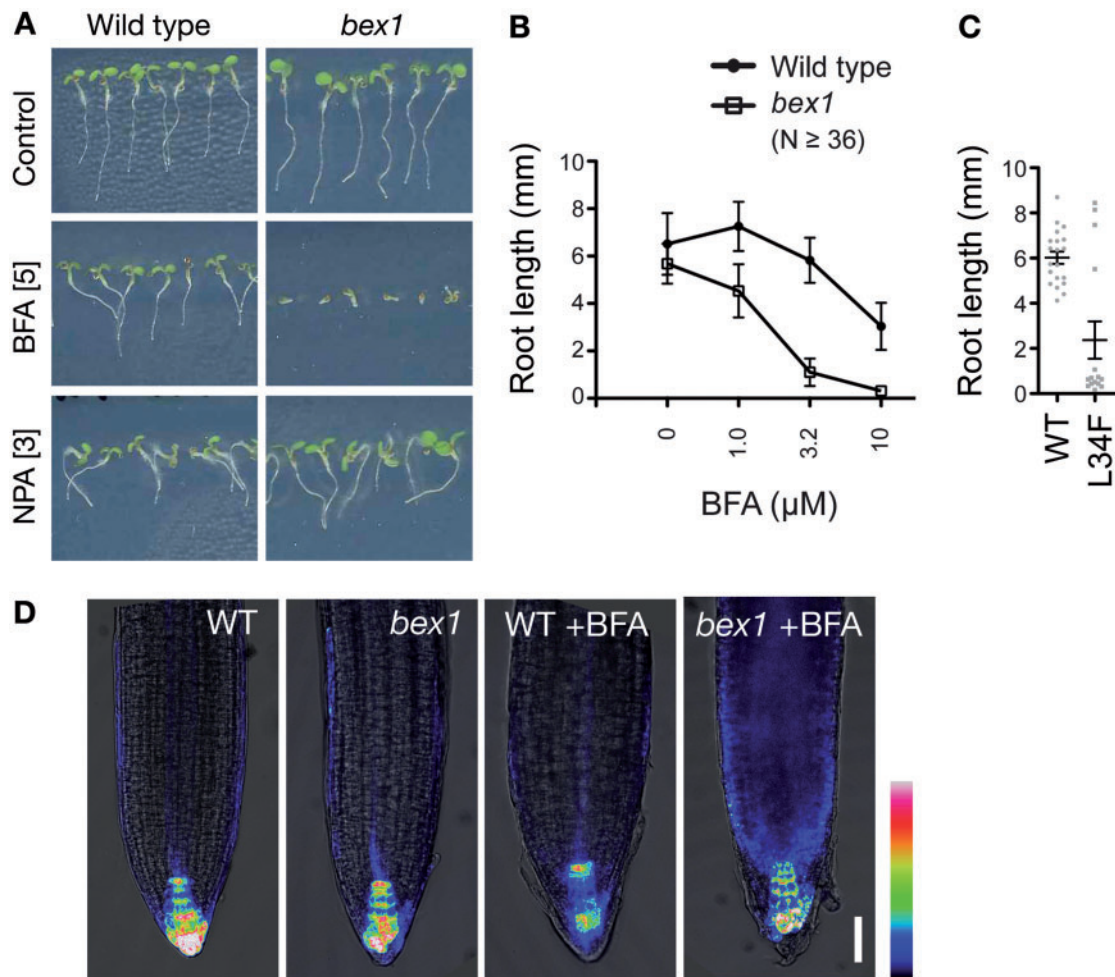 A
Wild type
bex1
Control
BFA [5]
NPA [3]
B
Wild type
bex1
(N ≥ 36)
Root length (mm)
10
8
6
4
2
0
0
1.0
3.2
10
BFA (µM)
C
Root length (mm)
10
8
6
4
2
0
WT
L34F
D
WT
bex1
WT +BFA
bex1 +BFA